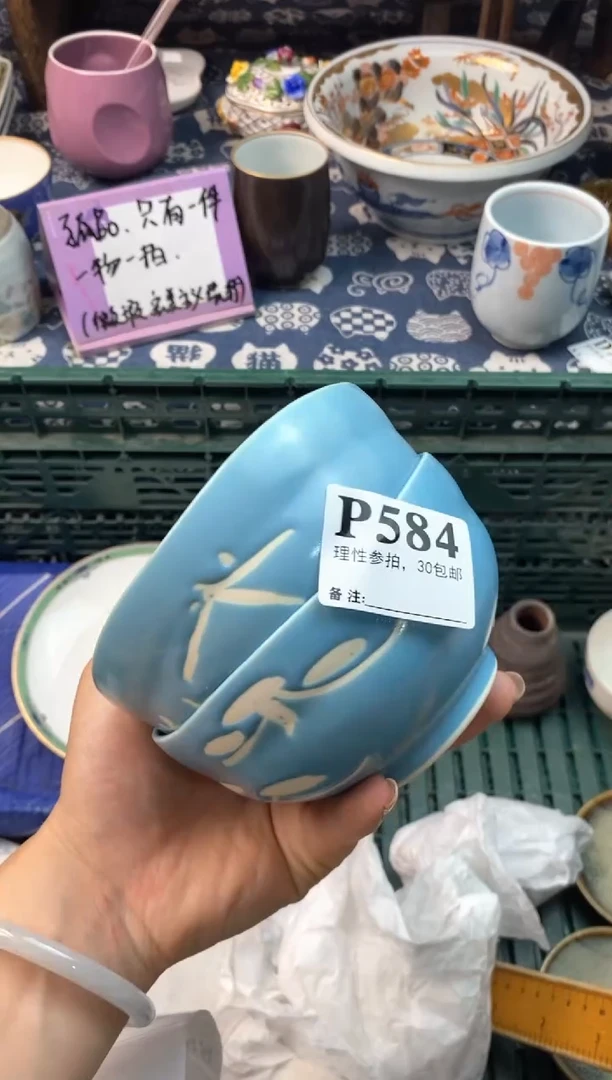 孤品.只有一件
一物一拍.
P584
理性参拍，30包邮
备注:
猫